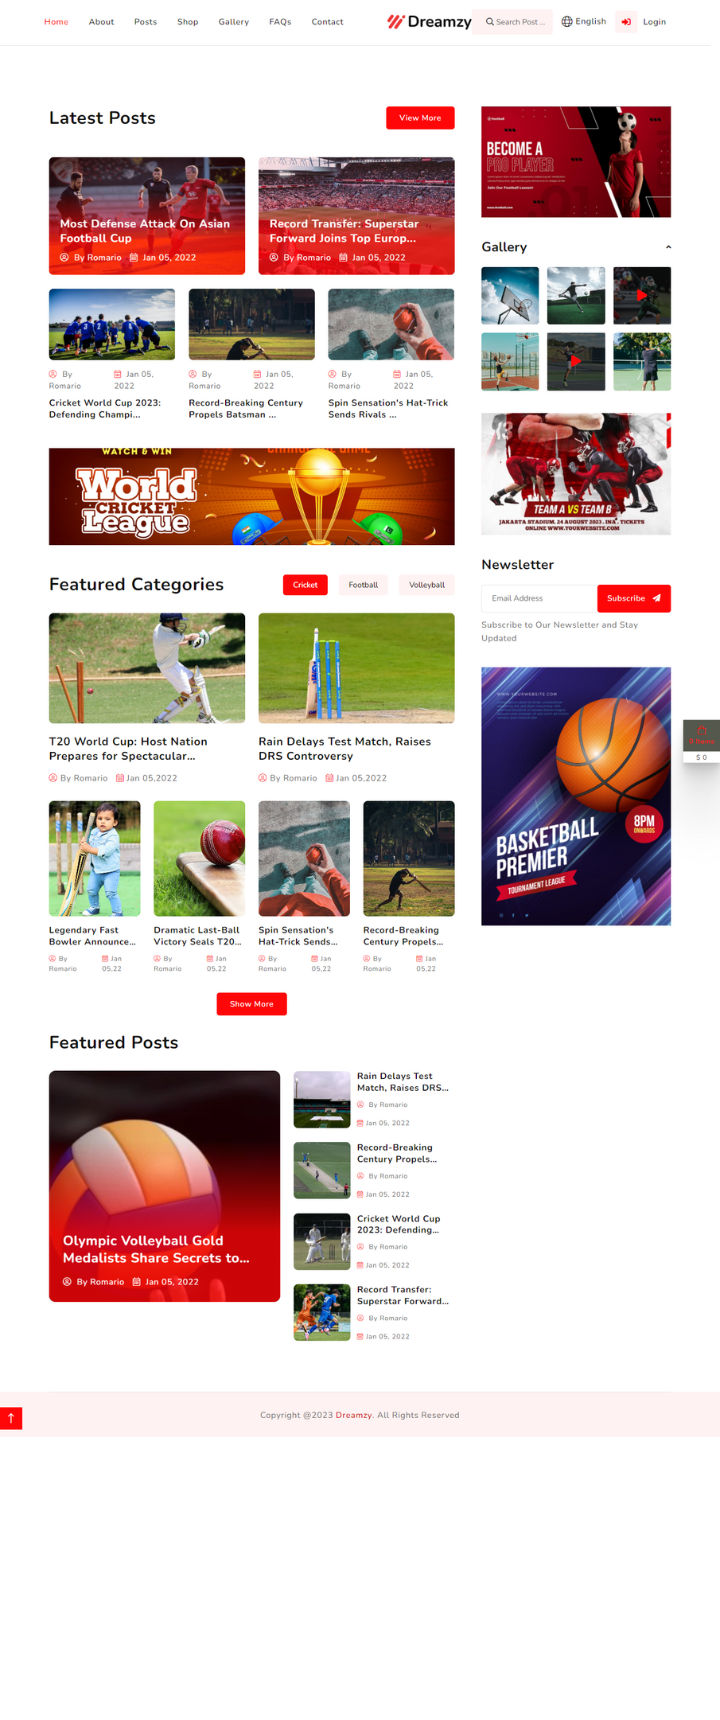 Home About Posts Shop Gallery FAQs Contact
Dreamzy
Search Post ...
English
Login
Latest Posts
View More
Most Defense Attack On Asian
Football Cup
By Romario Jan 05, 2022
Record Transfer: Superstar
Forward Joins Top Europ...
By Romario Jan 05, 2022
By
Romario
Jan 05,
2022
Cricket World Cup 2023:
Defending Champi...
By
Romario
Jan 05,
2022
Record-Breaking Century
Propels Batsman ...
By
Romario
Jan 05,
2022
Spin Sensation's Hat-Trick
Sends Rivals ...
WATCH & WIN
World
CRICKET
League
Featured Categories
Cricket Football Volleyball
T20 World Cup: Host Nation
Prepares for Spectacular...
By Romario Jan 05,2022
Rain Delays Test Match, Raises
DRS Controversy
By Romario Jan 05,2022
Legendary Fast
Bowler Announce...
By
Romario
Jan
05,22
Dramatic Last-Ball
Victory Seals T20...
By
Romario
Jan
05,22
Spin Sensation's
Hat-Trick Sends...
By
Romario
Jan
05,22
Record-Breaking
Century Propels...
By
Romario
Jan
05,22
Show More
Featured Posts
Olympic Volleyball Gold
Medalists Share Secrets to...
By Romario Jan 05, 2022
Rain Delays Test
Match, Raises DRS...
By Romario
Jan 05, 2022
Record-Breaking
Century Propels...
By Romario
Jan 05, 2022
Cricket World Cup
2023: Defending...
By Romario
Jan 05, 2022
Record Transfer:
Superstar Forward...
By Romario
Jan 05, 2022
BECOME A
PRO PLAYER
Gallery
TEAM A VS TEAM B
JAKARTA STADIUM. 24 AUGUST 2023 . INA . TICKETS
ONLINE WWW.YOURWEBSITE.COM
Newsletter
Email Address
Subscribe
Subscribe to Our Newsletter and Stay
Updated
WWW.YOURWEBSITE.COM
8PM
ONWARDS
BASKETBALL
PREMIER
TOURNAMENT LEAGUE
$ 0
Copyright @2023 Dreamzy. All Rights Reserved